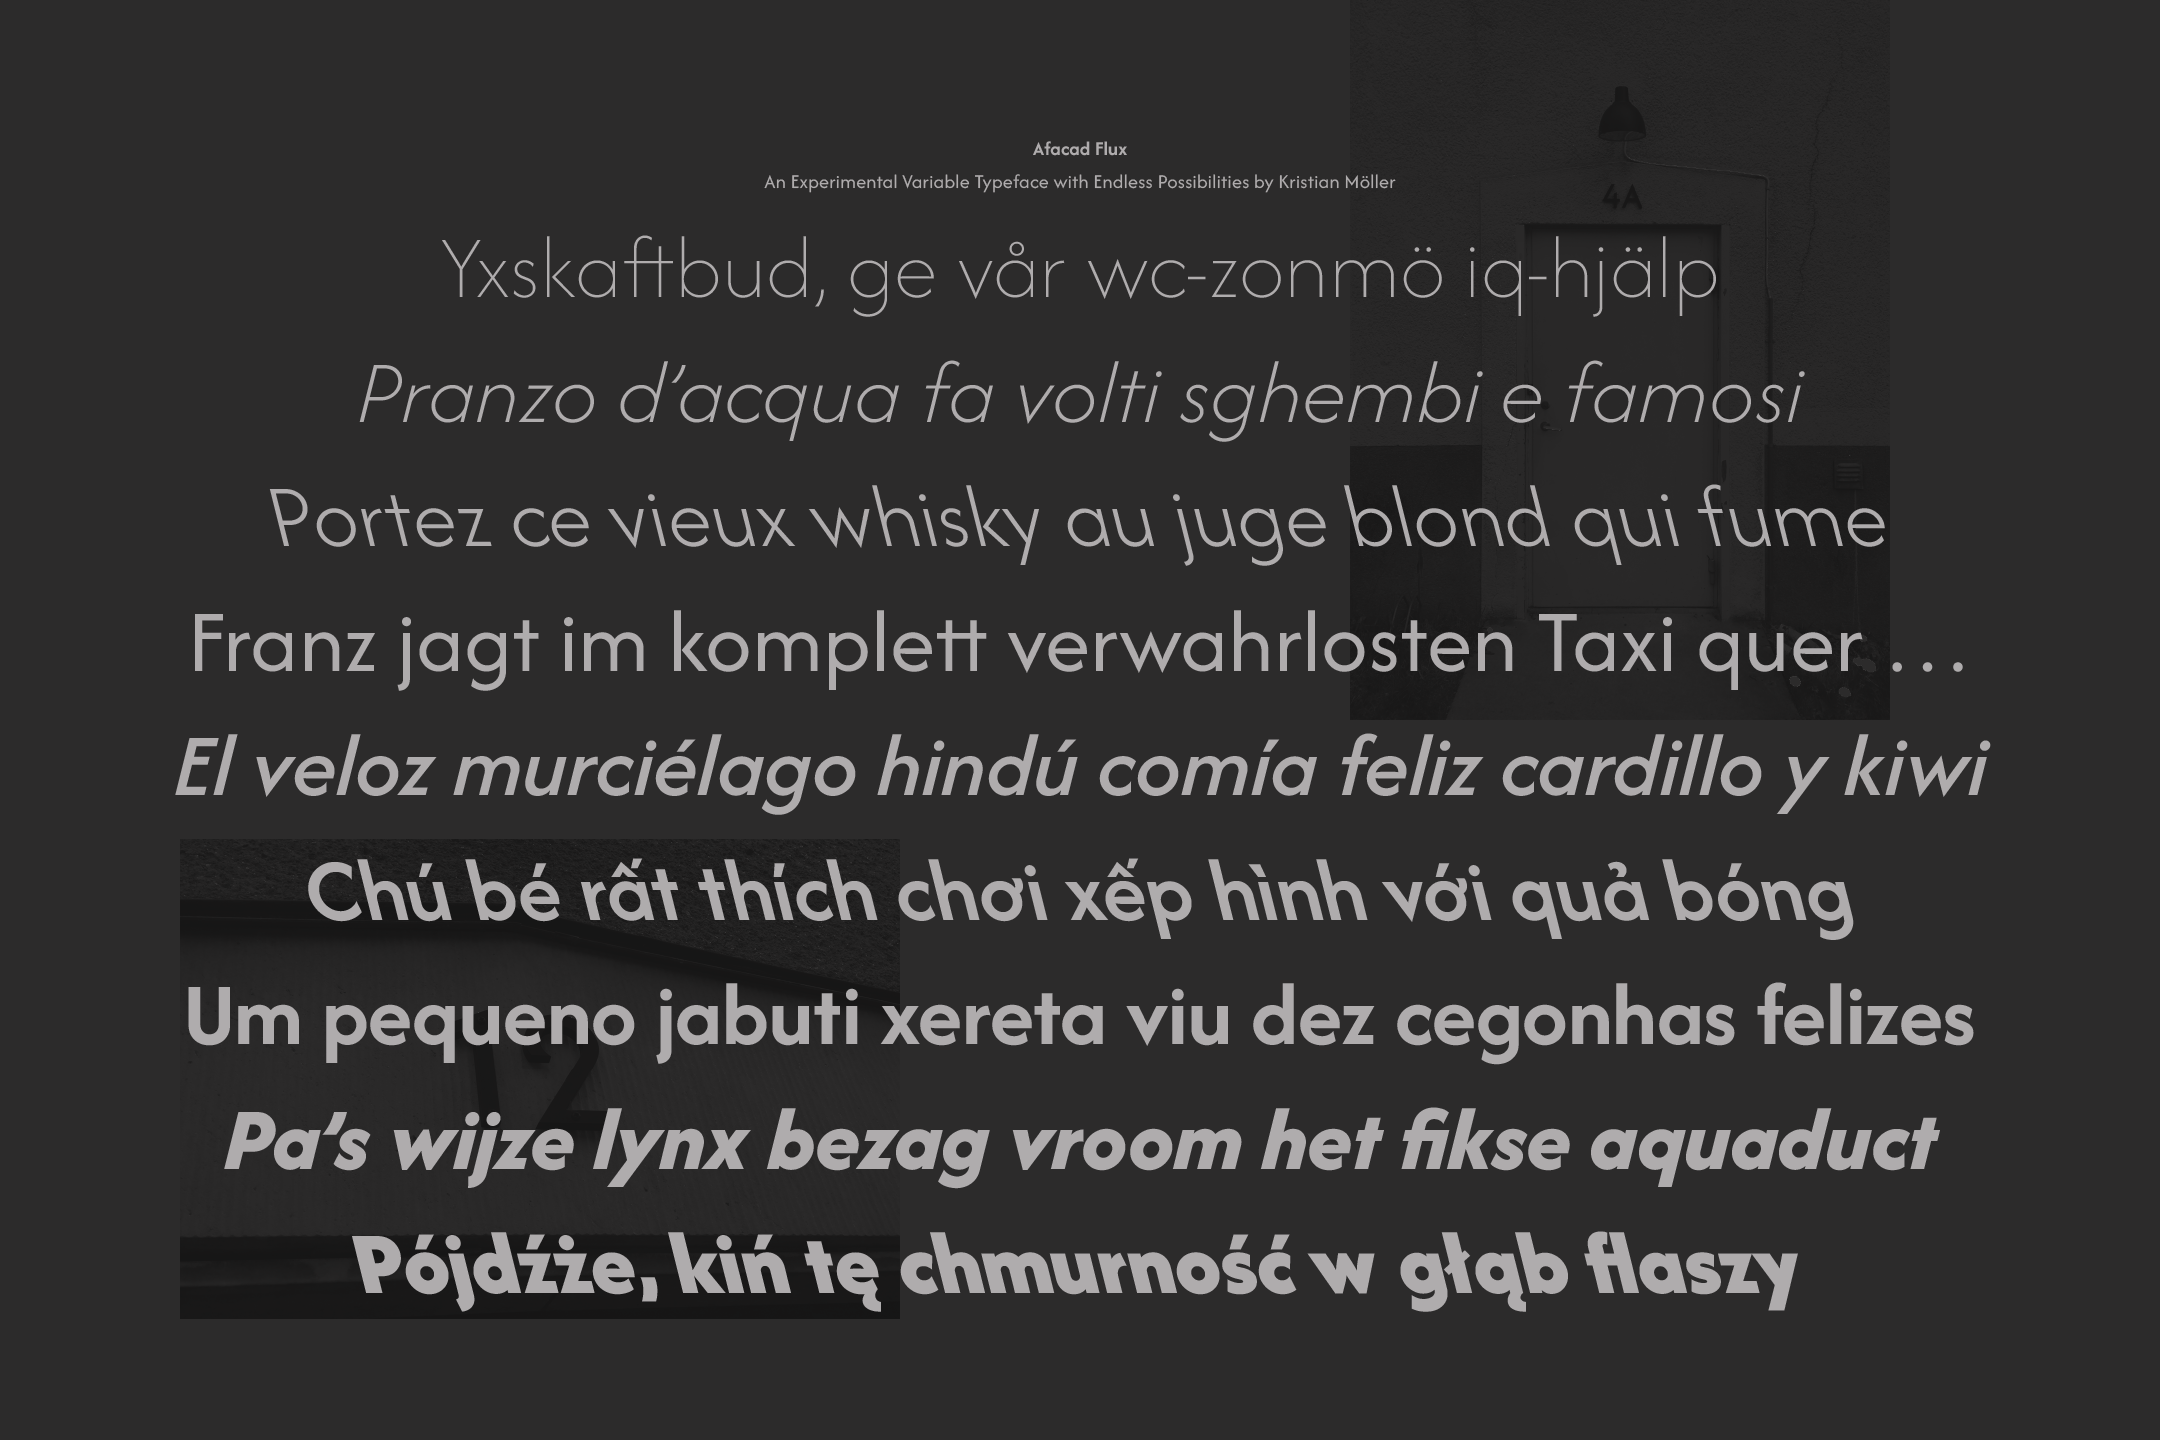 Afacad Flux
An Experimental Variable Typeface with Endless Possibilities by Kristian Möller
4A
Yxskaftbud, ge vår wc-zonmö iq-hjälp
Pranzo d’acqua fa volti sghembi e famosi
Portez ce vieux whisky au juge blond qui fume
Franz jagt im komplett verwahrlosten Taxi quer …
El veloz murciélago hindú comía feliz cardillo y kiwi
Chú bé rất thích chơi xếp hình với quả bóng
Um pequeno jabuti xereta viu dez cegonhas felizes
12
Pa’s wijze lynx bezag vroom het fikse aquaduct
Pójdźże, kiń tę chmurność w głąb flaszy